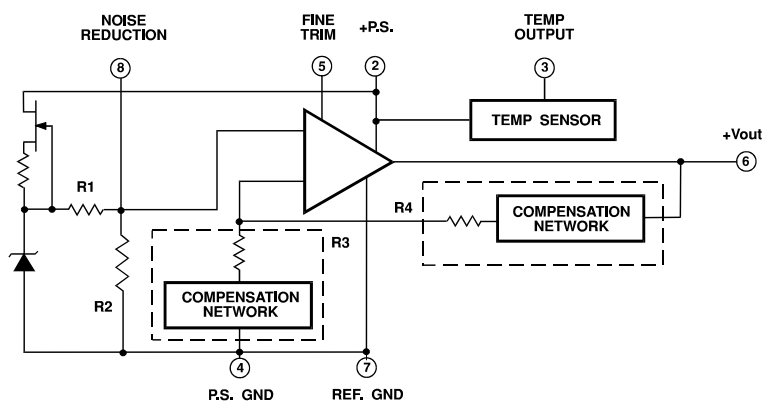 NOISE
REDUCTION
FINE
TRIM
+P.S.
TEMP
OUTPUT
8
5
2
3
TEMP SENSOR
+Vout
6
R1
R4
COMPENSATION
NETWORK
R3
R2
COMPENSATION
NETWORK
4
7
P.S. GND
REF. GND